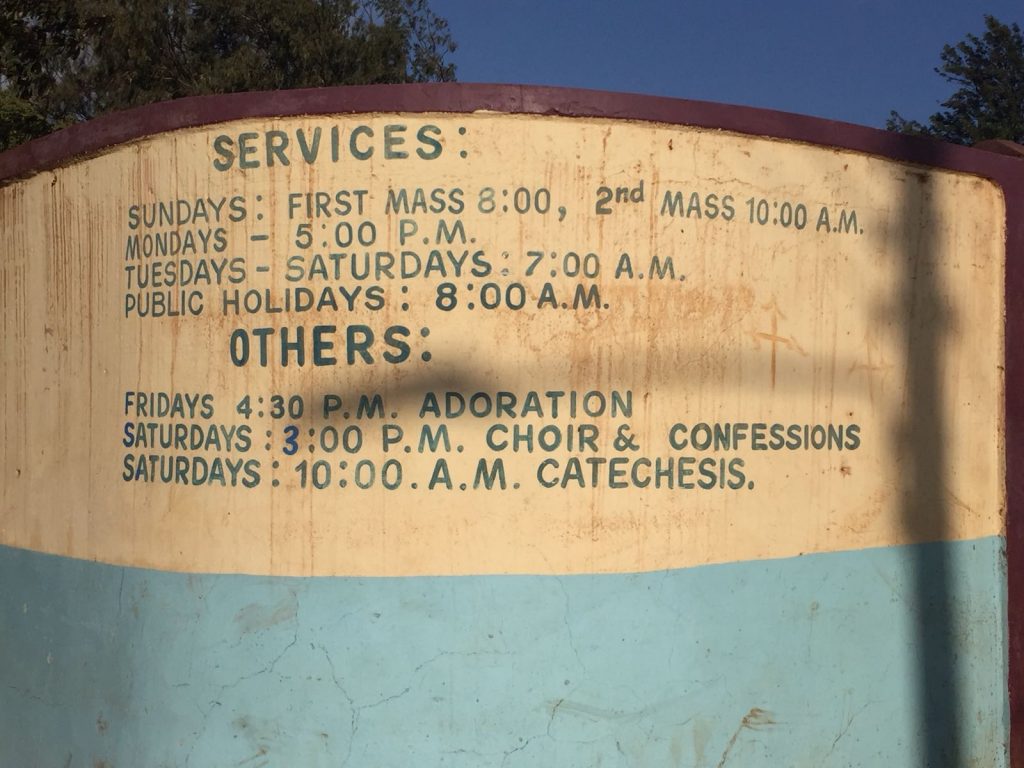 SERVICES:
SUNDAYS: FIRST MASS 8:00, 2nd MASS 10:00 A.M.
MONDAYS - 5:00 P.M.
TUESDAYS - SATURDAYS: 7:00 A.M.
PUBLIC HOLIDAYS: 8:00 A.M.
OTHERS:
FRIDAYS 4:30 P.M. ADORATION
SATURDAYS: 3:00 P.M. CHOIR & CONFESSIONS
SATURDAYS: 10:00. A.M. CATECHESIS.